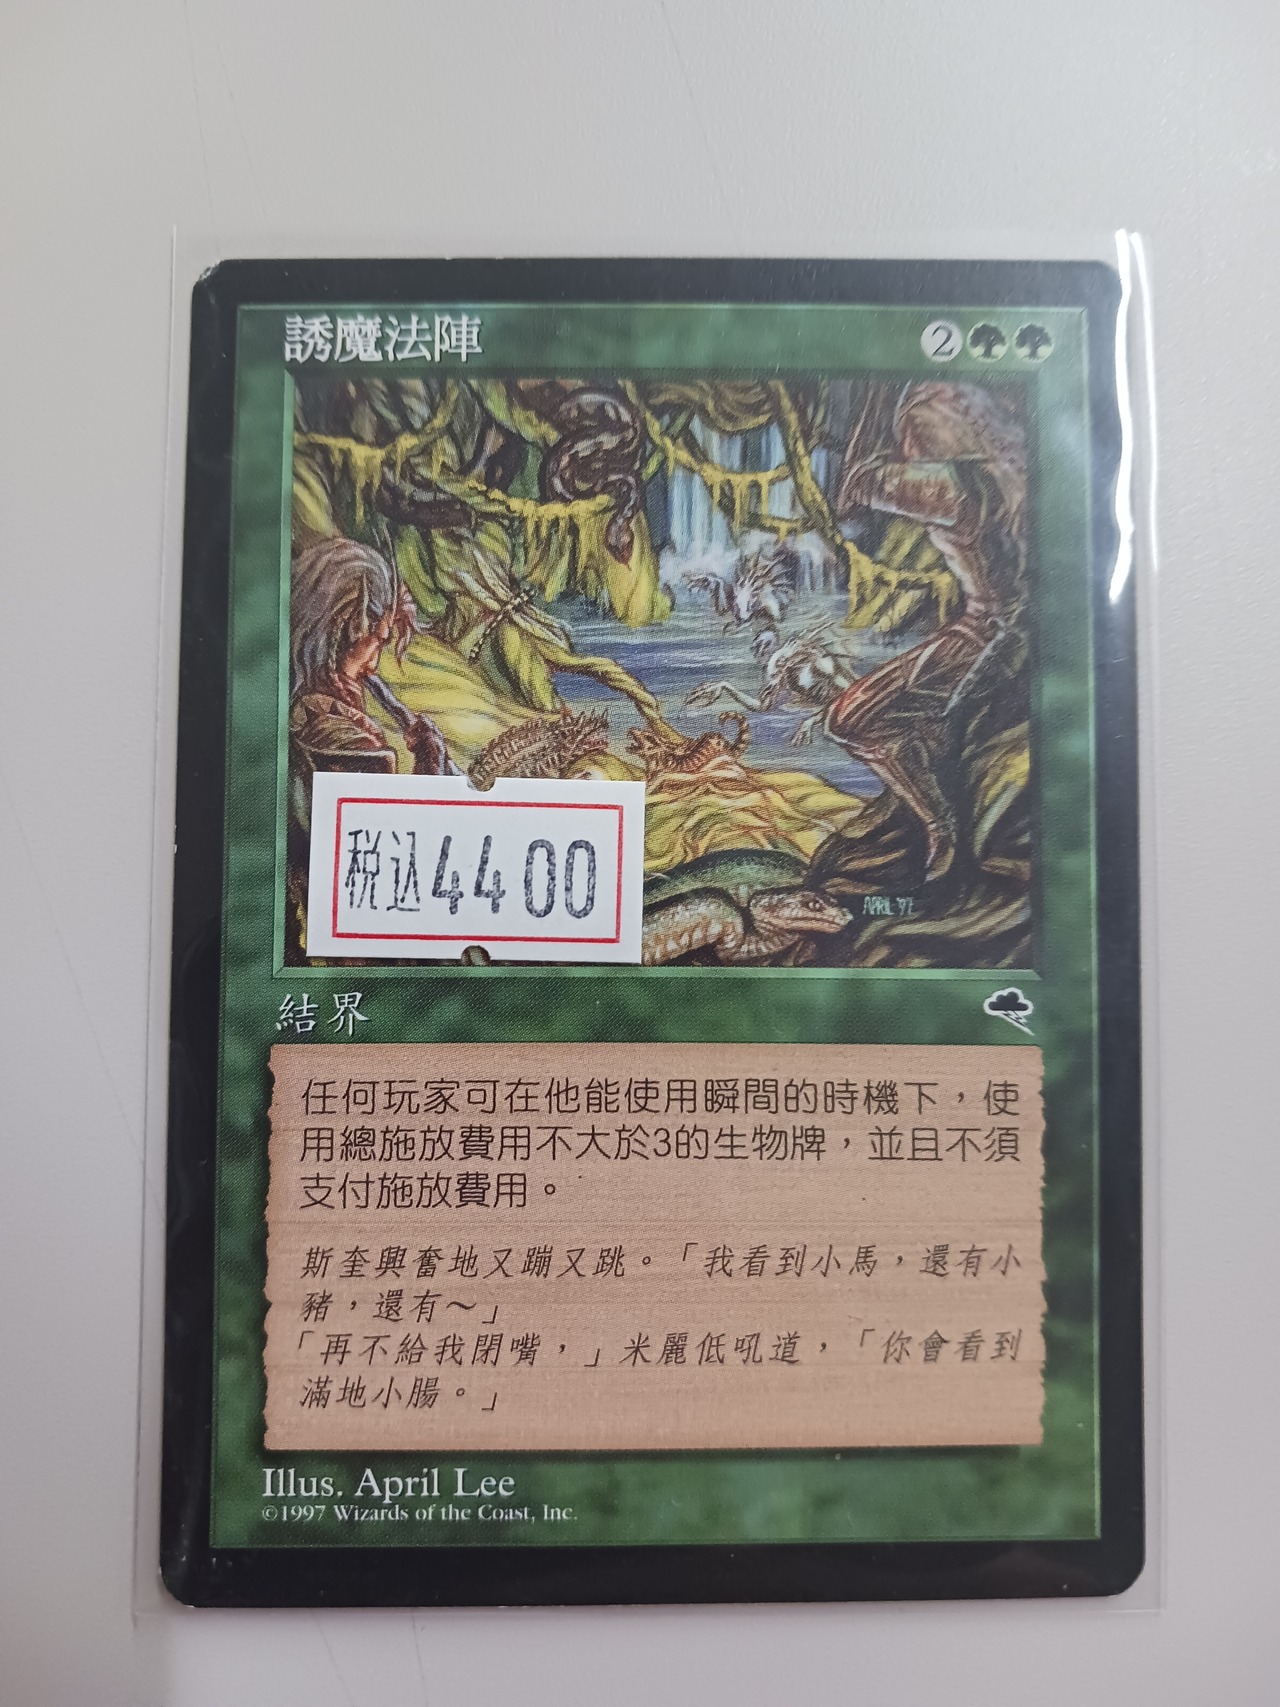 誘魔法陣
2
APRIL '97
税込4400
結界
任何玩家可在他能使用瞬間的時機下，使
用總施放費用不大於3的生物牌，並且不須
支付施放費用。
斯奎興奮地又蹦又跳。「我看到小馬，還有小
豬，還有～」
「再不給我閉嘴，」米麗低吼道，「你會看到
滿地小腸。」
Illus. April Lee
©1997 Wizards of the Coast, Inc.